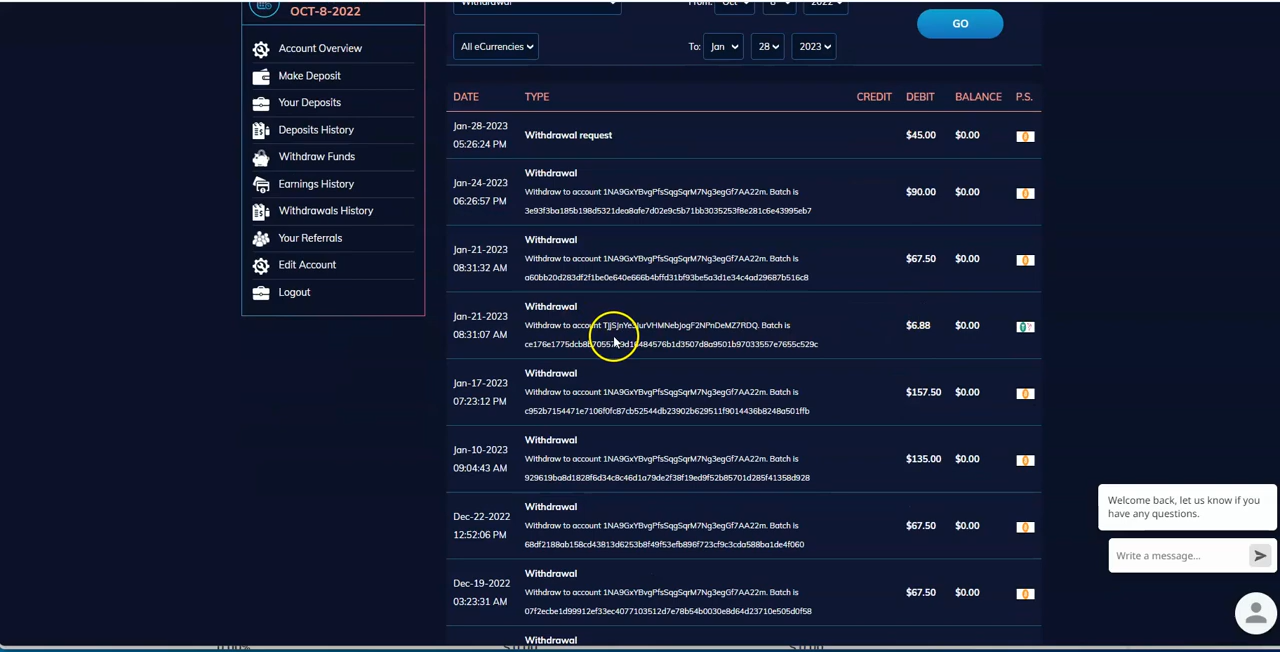 Withdrawal From: Oct 8 2022
OCT-8-2022
GO
All eCurrencies To: Jan 28 2023
Account Overview
Make Deposit
Your Deposits
Deposits History
Withdraw Funds
Earnings History
Withdrawals History
Your Referrals
Edit Account
Logout
DATE TYPE CREDIT DEBIT BALANCE P.S.
Jan-28-2023
05:26:24 PM
Withdrawal request
$45.00 $0.00
Jan-24-2023
06:26:57 PM
Withdrawal
Withdraw to account 1NA9GxYBvgPfsSqgSqrM7Ng3egGf7AA22m. Batch is
3e93f3ba185b198d5321dea8afe7d02e9c5b71bb3035253f8e281c6e43995eb7
$90.00 $0.00
Jan-21-2023
08:31:32 AM
Withdrawal
Withdraw to account 1NA9GxYBvgPfsSqgSqrM7Ng3egGf7AA22m. Batch is
a60bb20d283df2f1be0e640e666b4bffd31bf93be5a3d1e34c4ad29687b516c8
$67.50 $0.00
Jan-21-2023
08:31:07 AM
Withdrawal
Withdraw to account Batch is
$6.88 $0.00
Jan-17-2023
07:23:12 PM
Withdrawal
Withdraw to account 1NA9GxYBvgPfsSqgSqrM7Ng3egGf7AA22m. Batch is
c952b7154471e7106f0fc87cb52544db23902b629511f9014436b8248a501ffb
$157.50 $0.00
Jan-10-2023
09:04:43 AM
Withdrawal
Withdraw to account 1NA9GxYBvgPfsSqgSqrM7Ng3egGf7AA22m. Batch is
929619ba8d1828f6d34c8c46d1a79de2f38f19ed9f52b85701d285f41358d928
$135.00 $0.00
Dec-22-2022
12:52:06 PM
Withdrawal
Withdraw to account 1NA9GxYBvgPfsSqgSqrM7Ng3egGf7AA22m. Batch is
68df2188ab158cd43813d6253b8f49f53efb896f723cf9c3cda588ba1de4f060
$67.50 $0.00
Dec-19-2022
03:23:31 AM
Withdrawal
Withdraw to account 1NA9GxYBvgPfsSqgSqrM7Ng3egGf7AA22m. Batch is
07f2ecbe1d99912ef33ec4077103512d7e78b54b0030e8d64d23710e505d0f58
$67.50 $0.00
Withdrawal
Welcome back, let us know if you
have any questions.
Write a message...